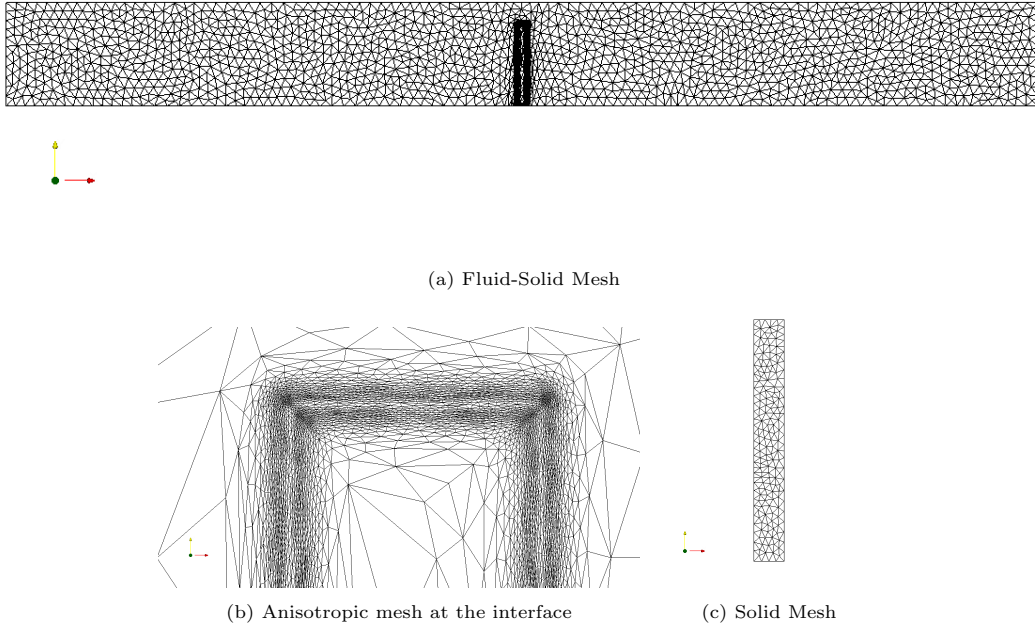 (a) Fluid-Solid Mesh
(b) Anisotropic mesh at the interface
(c) Solid Mesh